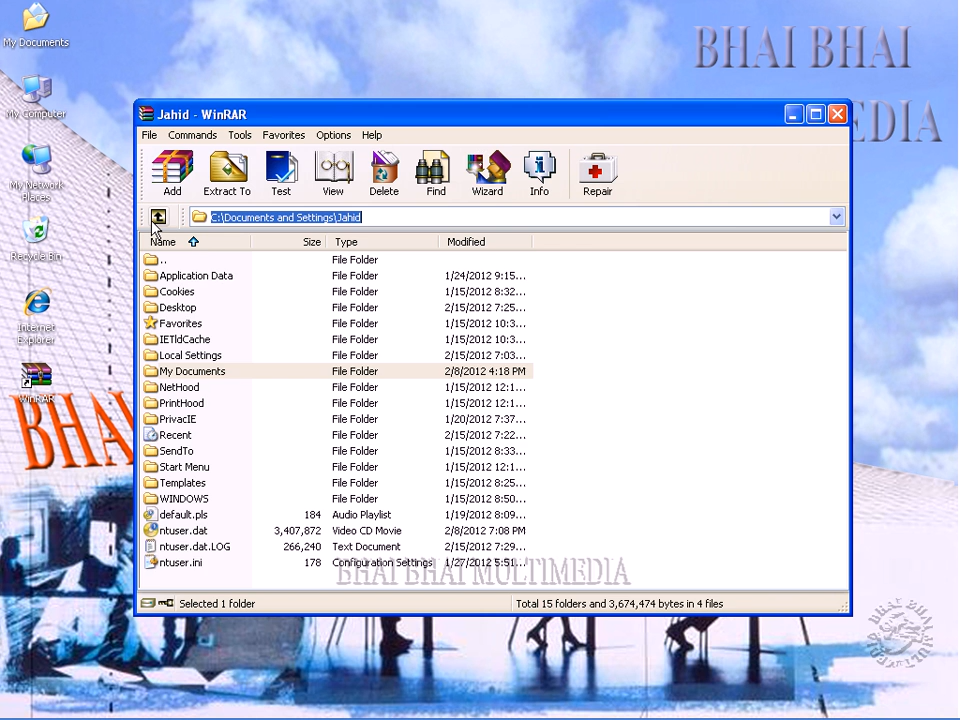 BHAI BHAI
EDIA
My Documents
My Computer
My Network
Places
Recycle Bin
Internet
Explorer
WinRAR
BHA
Jahid - WinRAR
File Commands Tools Favorites Options Help
Add Extract To Test View Delete Find Wizard Info Repair
C:\Documents and Settings\Jahid
Name Size Type Modified
.. File Folder
Application Data File Folder 1/24/2012 9:15...
Cookies File Folder 1/15/2012 8:32...
Desktop File Folder 2/15/2012 7:25...
Favorites File Folder 1/15/2012 10:3...
IETldCache File Folder 1/15/2012 10:3...
Local Settings File Folder 2/15/2012 7:03...
My Documents File Folder 2/8/2012 4:18 PM
NetHood File Folder 1/15/2012 12:1...
PrintHood File Folder 1/15/2012 12:1...
PrivacIE File Folder 1/20/2012 7:37...
Recent File Folder 2/15/2012 7:22...
SendTo File Folder 1/15/2012 8:33...
Start Menu File Folder 1/15/2012 12:1...
Templates File Folder 1/15/2012 8:25...
WINDOWS File Folder 1/15/2012 8:50...
default.pls 184 Audio Playlist 1/19/2012 8:09...
ntuser.dat 3,407,872 Video CD Movie 2/8/2012 7:08 PM
ntuser.dat.LOG 266,240 Text Document 2/15/2012 7:29...
ntuser.ini 178 Configuration Settings 1/27/2012 5:51...
BHAI BHAI MULTIMEDIA
Selected 1 folder Total 15 folders and 3,674,474 bytes in 4 files
BHAI BHAI MULTIMEDIA